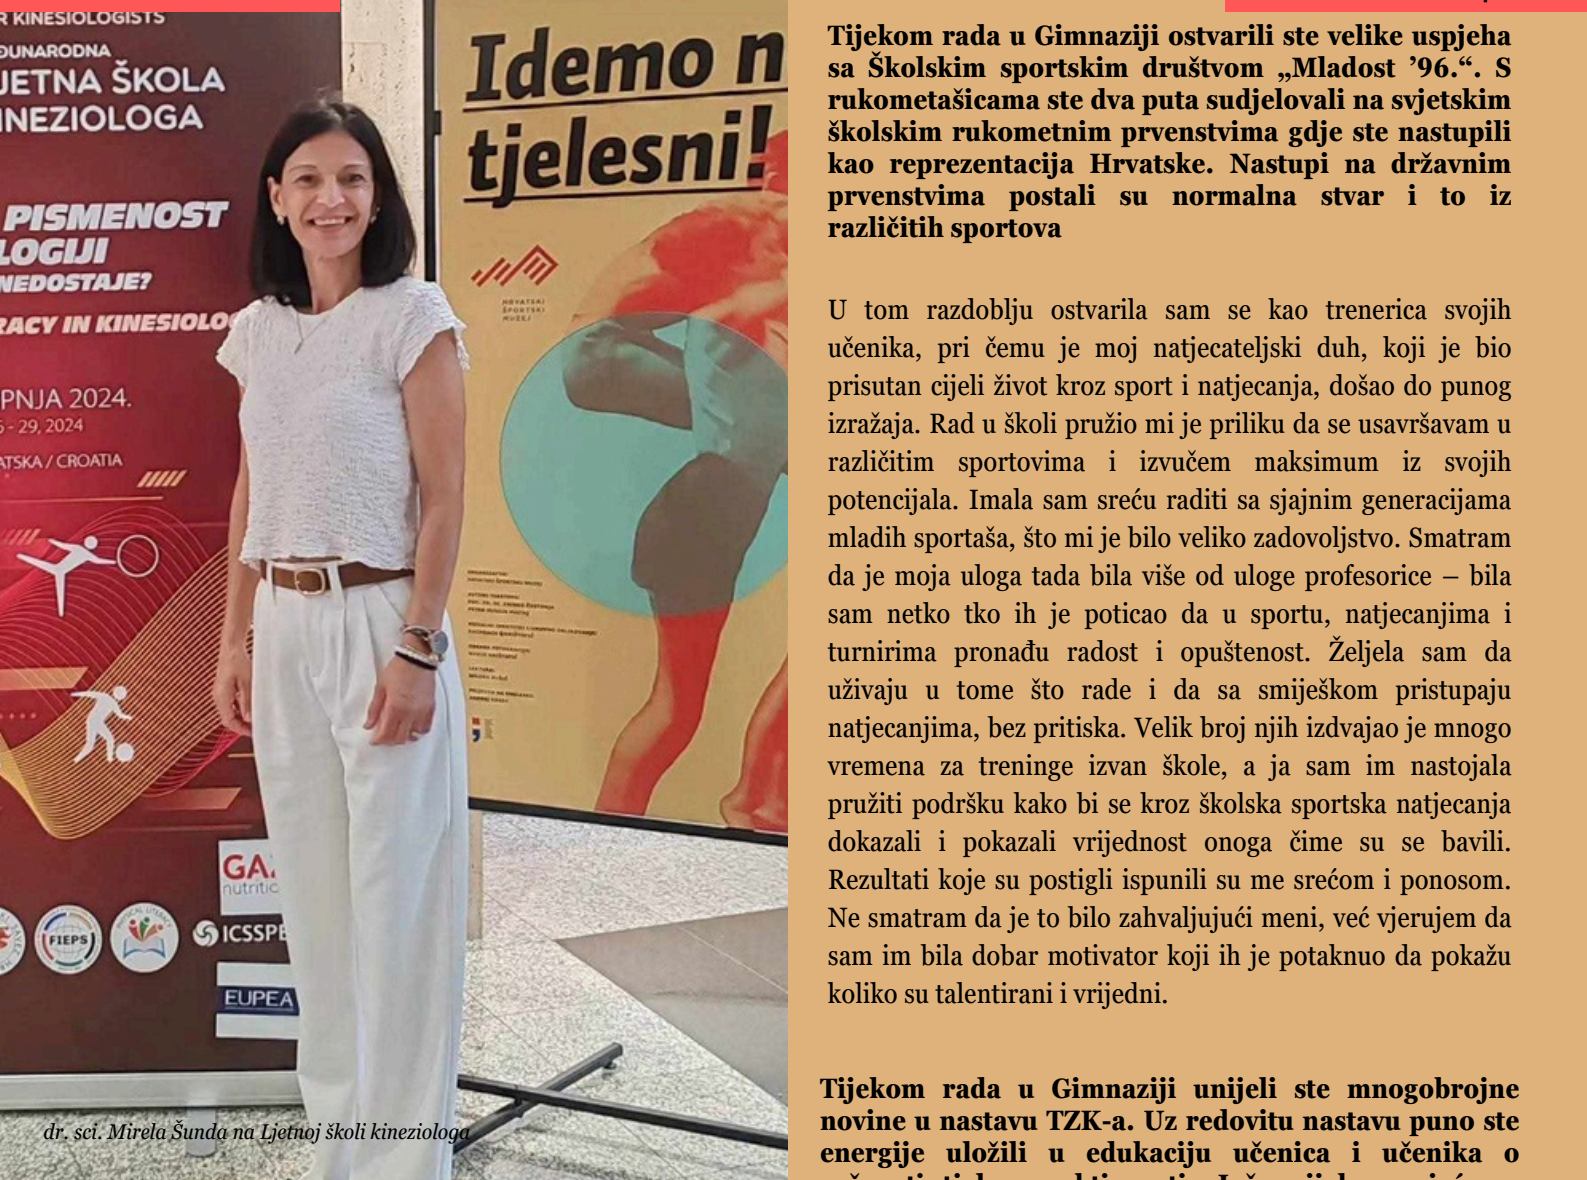 R KINESIOLOGISTS
ĐUNARODNA
JETNA ŠKOLA
INEZIOLOGA
PISMENOST
LOGIJI
NEDOSTAJE?
RACY IN KINESIOLO
PNJA 2024.
- 29, 2024
ATSKA / CROATIA
GA
nutritic
FIEPS
ICSSPE
EUPEA
Idemo n
tjelesni!
HRVATSKI
ŠPORTSKI
MUZEJ
dr. sci. Mirela Šunda na Ljetnoj školi kineziologa
Tijekom rada u Gimnaziji ostvarili ste velike uspjeha
sa Školskim sportskim društvom „Mladost ’96.“. S
rukometašicama ste dva puta sudjelovali na svjetskim
školskim rukometnim prvenstvima gdje ste nastupili
kao reprezentacija Hrvatske. Nastupi na državnim
prvenstvima postali su normalna stvar i to iz
različitih sportova
U tom razdoblju ostvarila sam se kao trenerica svojih
učenika, pri čemu je moj natjecateljski duh, koji je bio
prisutan cijeli život kroz sport i natjecanja, došao do punog
izražaja. Rad u školi pružio mi je priliku da se usavršavam u
različitim sportovima i izvučem maksimum iz svojih
potencijala. Imala sam sreću raditi sa sjajnim generacijama
mladih sportaša, što mi je bilo veliko zadovoljstvo. Smatram
da je moja uloga tada bila više od uloge profesorice – bila
sam netko tko ih je poticao da u sportu, natjecanjima i
turnirima pronađu radost i opuštenost. Željela sam da
uživaju u tome što rade i da sa smiješkom pristupaju
natjecanjima, bez pritiska. Velik broj njih izdvajao je mnogo
vremena za treninge izvan škole, a ja sam im nastojala
pružiti podršku kako bi se kroz školska sportska natjecanja
dokazali i pokazali vrijednost onoga čime su se bavili.
Rezultati koje su postigli ispunili su me srećom i ponosom.
Ne smatram da je to bilo zahvaljujući meni, već vjerujem da
sam im bila dobar motivator koji ih je potaknuo da pokažu
koliko su talentirani i vrijedni.
Tijekom rada u Gimnaziji unijeli ste mnogobrojne
novine u nastavu TZK-a. Uz redovitu nastavu puno ste
energije uložili u edukaciju učenica i učenika o